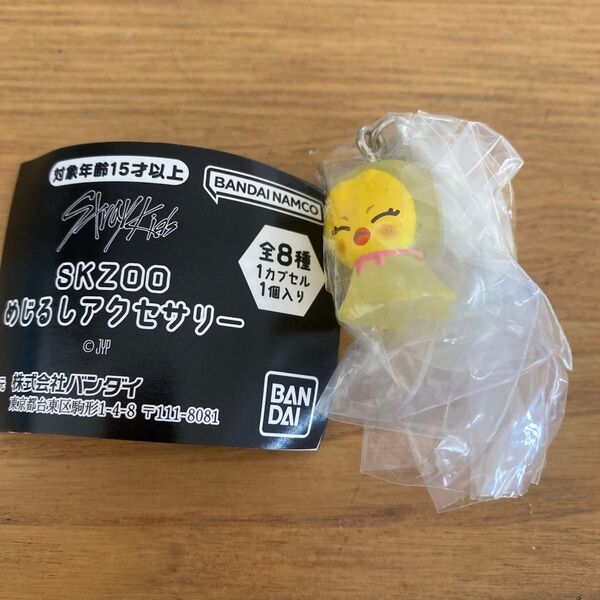 対象年齢15才以上
BANDAI NAMCO
Stray Kids
全8種
1カプセル
1個入り
SKZOO
めじるしアクセサリー
©JYP
元 株式会社バンダイ
東京都台東区駒形1-4-8 〒111-8081
BAN
DAI